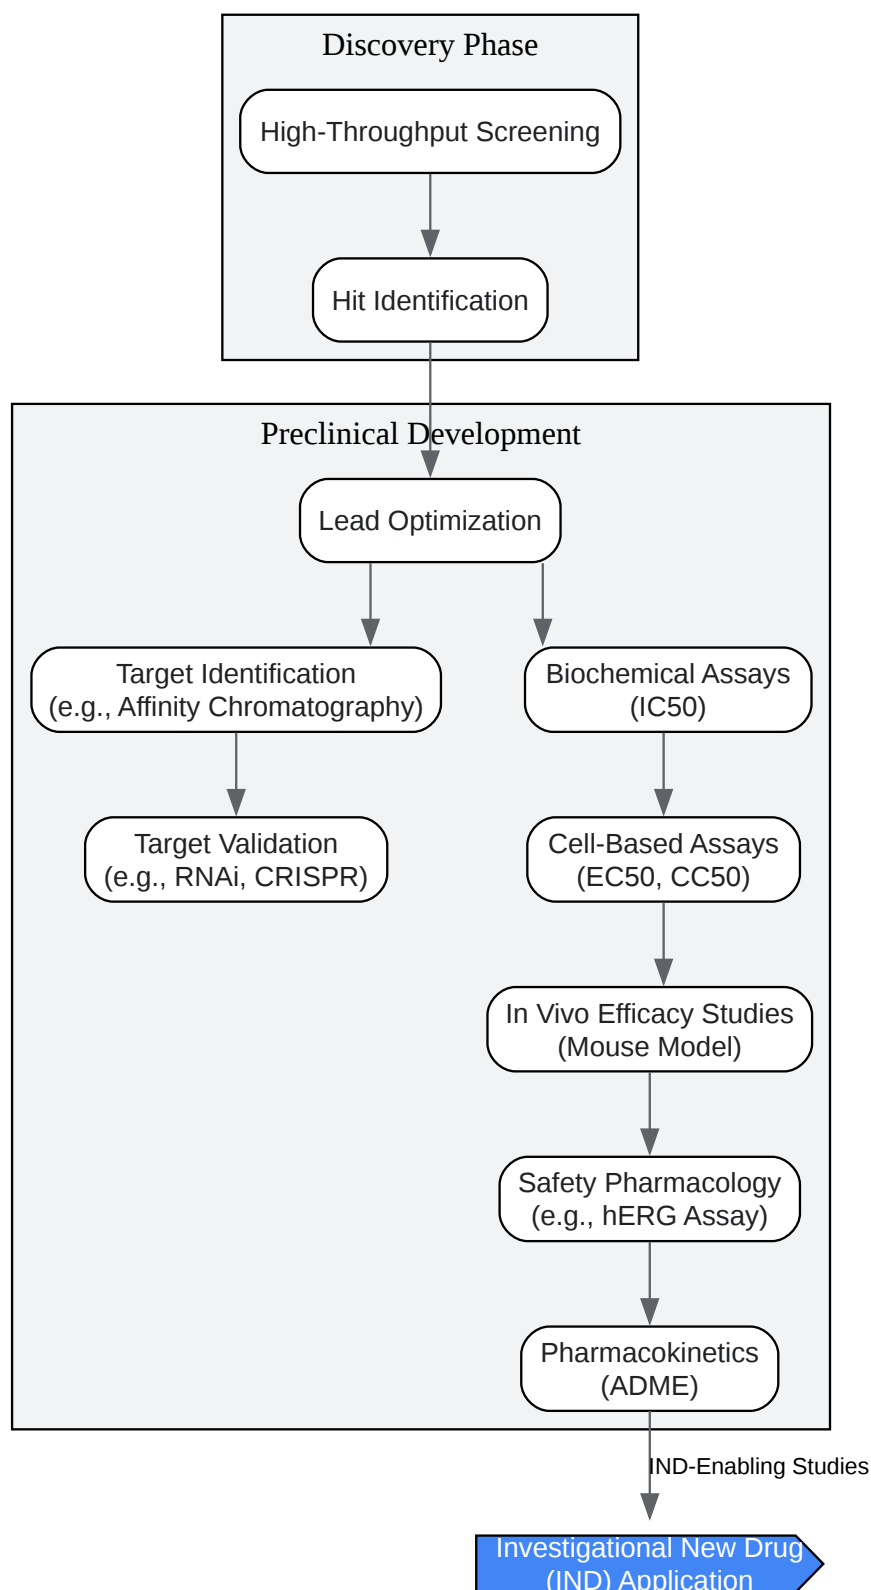 Discovery Phase
High-Throughput Screening
Hit Identification
Preclinical Development
Lead Optimization
Target Identification
(e.g., Affinity Chromatography)
Biochemical Assays
(IC50)
Target Validation
(e.g., RNAi, CRISPR)
Cell-Based Assays
(EC50, CC50)
In Vivo Efficacy Studies
(Mouse Model)
Safety Pharmacology
(e.g., hERG Assay)
Pharmacokinetics
(ADME)
IND-Enabling Studies
Investigational New Drug
(IND) Application